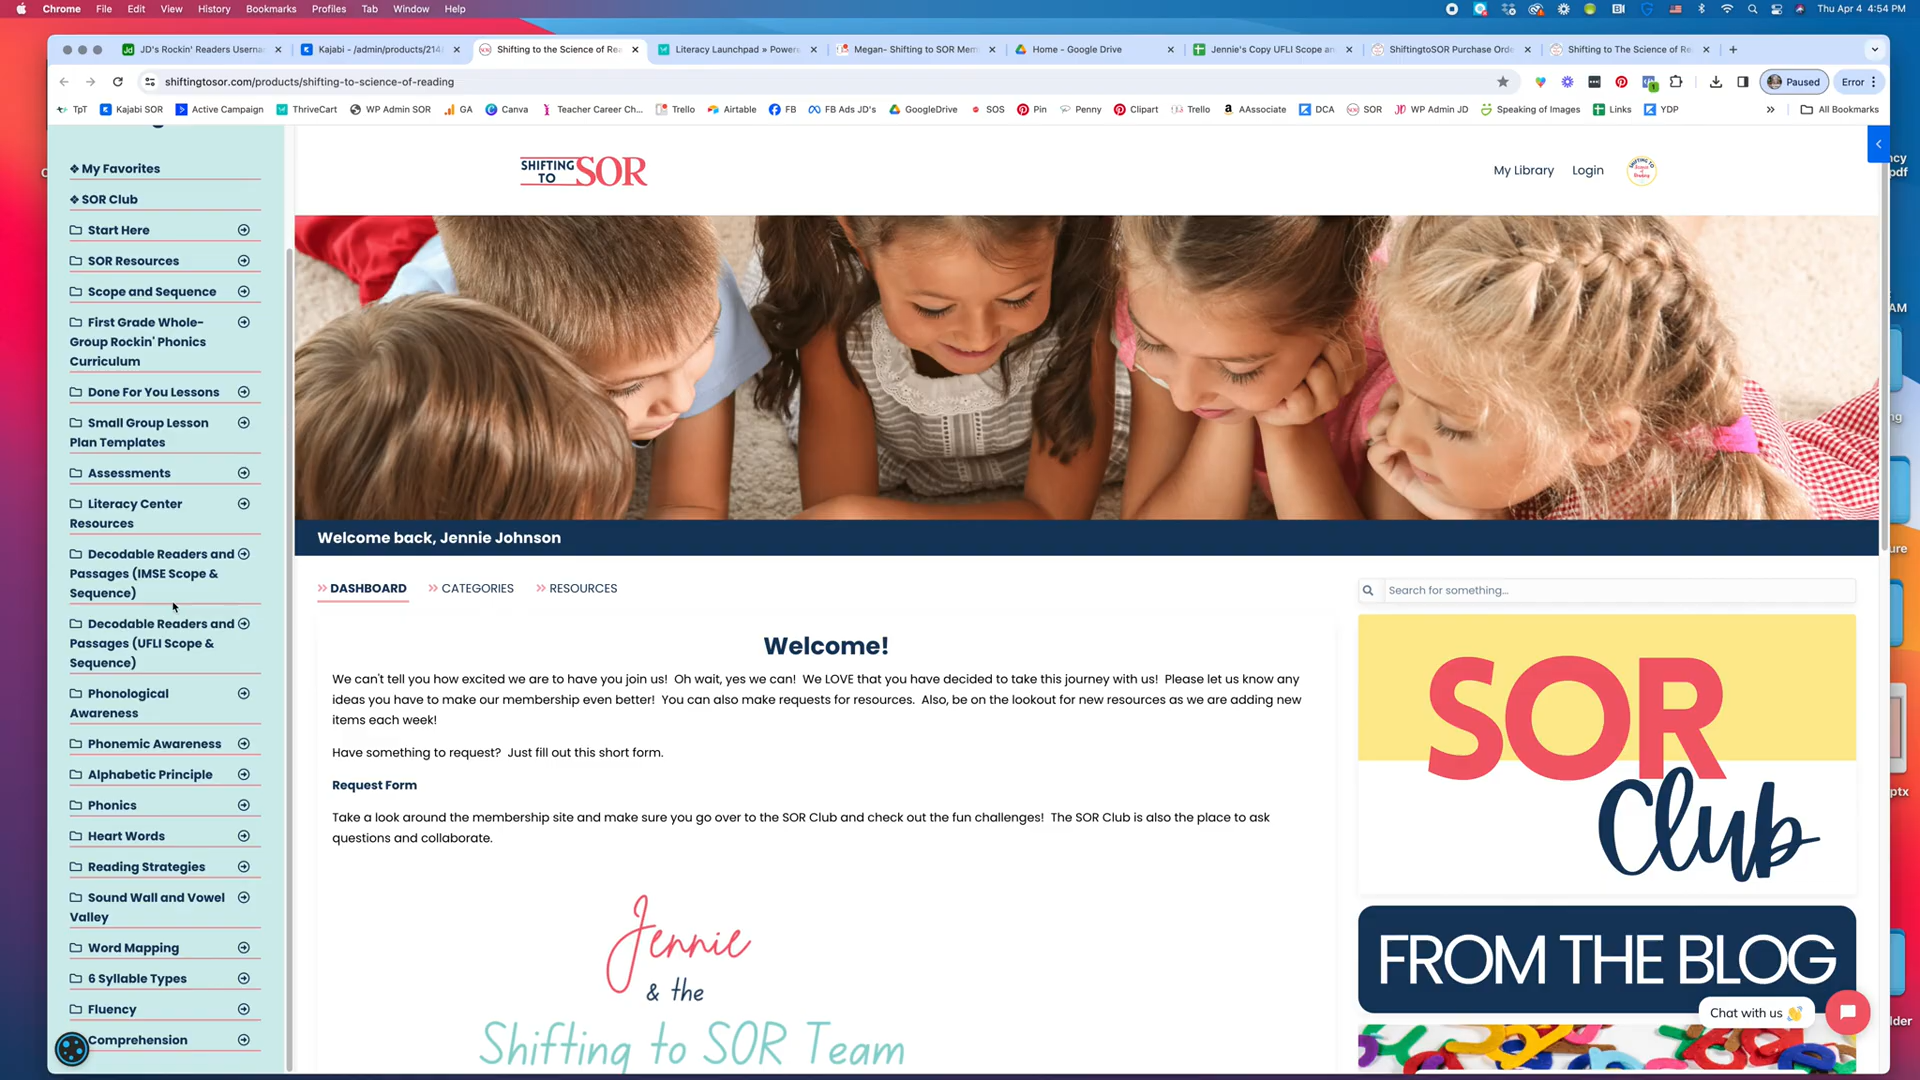 Chrome File Edit View History Bookmarks Profiles Tab Window Help Thu Apr 4 4:54 PM
JD's Rockin' Readers Userna Kajabi - /admin/products/214 Shifting to the Science of Rea Literacy Launchpad » Power Megan- Shifting to SOR Mem Home - Google Drive Jennie's Copy UFLI Scope an ShiftingtoSOR Purchase Orde Shifting to The Science of R
shiftingtosor.com/products/shifting-to-science-of-reading Paused Error
TpT Kajabi SOR Active Campaign ThriveCart WP Admin SOR GA Canva Teacher Career Ch... Trello Airtable FB FB Ads JD's GoogleDrive SOS Pin Penny Clipart Trello AAssociate DCA SOR WP Admin JD Speaking of Images Links YDP » All Bookmarks
❖ My Favorites
❖ SOR Club
Start Here
SOR Resources
Scope and Sequence
First Grade Whole-
Group Rockin' Phonics
Curriculum
Done For You Lessons
Small Group Lesson
Plan Templates
Assessments
Literacy Center
Resources
Decodable Readers and
Passages (IMSE Scope &
Sequence)
Decodable Readers and
Passages (UFLI Scope &
Sequence)
Phonological
Awareness
Phonemic Awareness
Alphabetic Principle
Phonics
Heart Words
Reading Strategies
Sound Wall and Vowel
Valley
Word Mapping
6 Syllable Types
Fluency
Comprehension
SHIFTING
TO SOR
My Library Login
Welcome back, Jennie Johnson
» DASHBOARD » CATEGORIES » RESOURCES
Search for something...
Welcome!
We can't tell you how excited we are to have you join us! Oh wait, yes we can! We LOVE that you have decided to take this journey with us! Please let us know any
ideas you have to make our membership even better! You can also make requests for resources. Also, be on the lookout for new resources as we are adding new
items each week!
Have something to request? Just fill out this short form.
Request Form
Take a look around the membership site and make sure you go over to the SOR Club and check out the fun challenges! The SOR Club is also the place to ask
questions and collaborate.
Jennie
& the
Shifting to SOR Team
SOR
Club
FROM THE BLOG
Chat with us 👋
AM
pdf
ptx